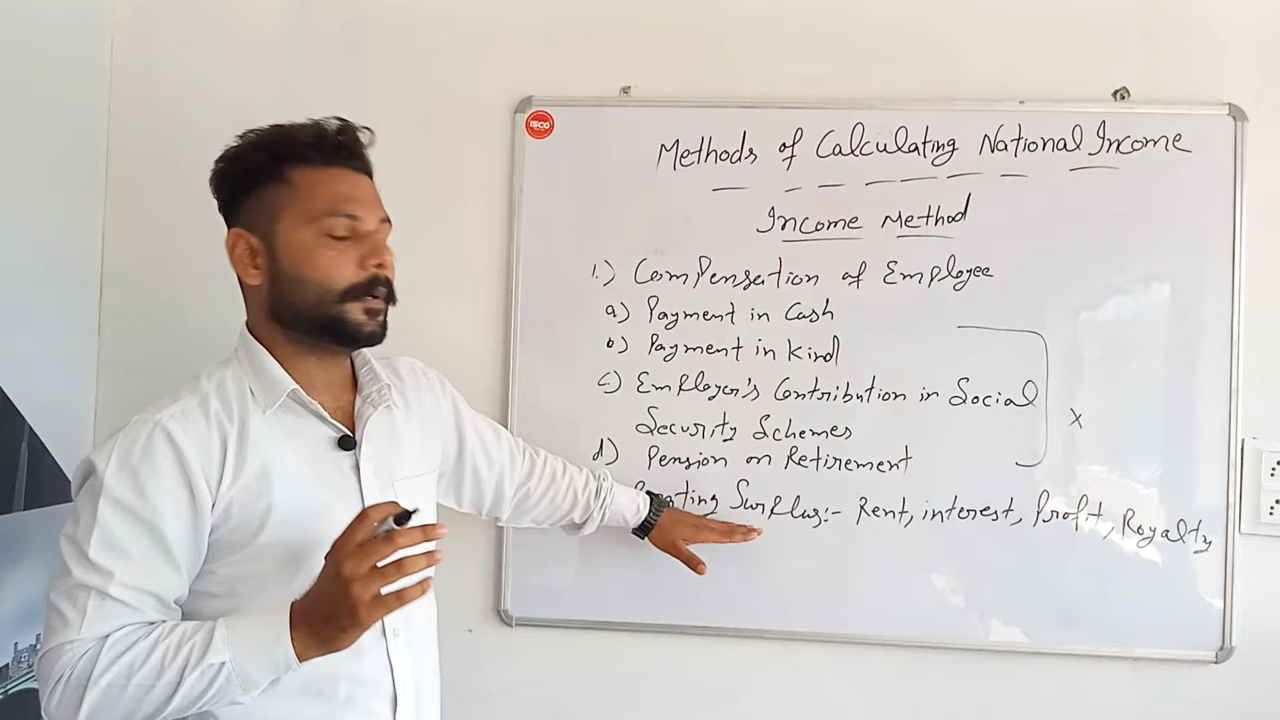 ISCO
Methods of Calculating National Income
Income Method
1.) Compensation of Employee
a) Payment in Cash
b) Payment in Kind
c) Employer's Contribution in Social
Security Schemes
d) Pension on Retirement
x
Surplus:- Rent, interest, Profit, Royalty